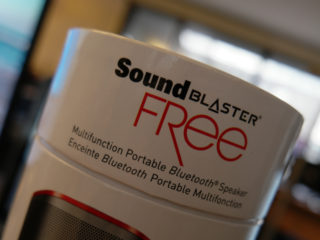 Sound BLASTER®
FRee
Multifunction Portable Bluetooth® Speaker
Enceinte Bluetooth Portable Multifonction